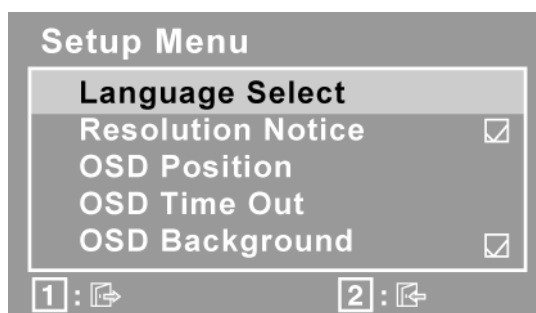 Setup Menu
Language Select
Resolution Notice
OSD Position
OSD Time Out
OSD Background
1 : 2 :